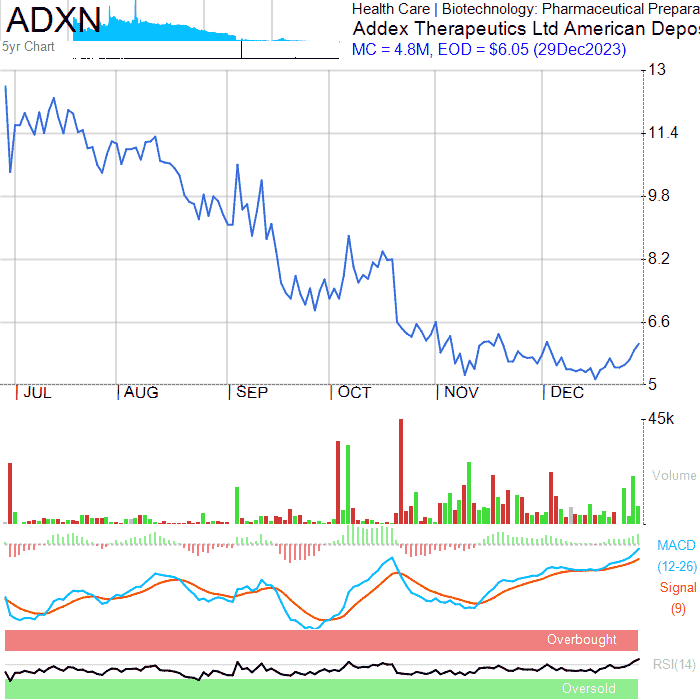 ADXN
5yr Chart
Health Care | Biotechnology: Pharmaceutical Prepara
Addex Therapeutics Ltd American Depos
MC = 4.8M, EOD = $6.05 (29Dec2023)
13
11.4
9.8
8.2
6.6
5
JUL
AUG
SEP
OCT
NOV
DEC
45k
Volume
MACD
(12-26)
Signal
(9)
Overbought
RSI(14)
Oversold